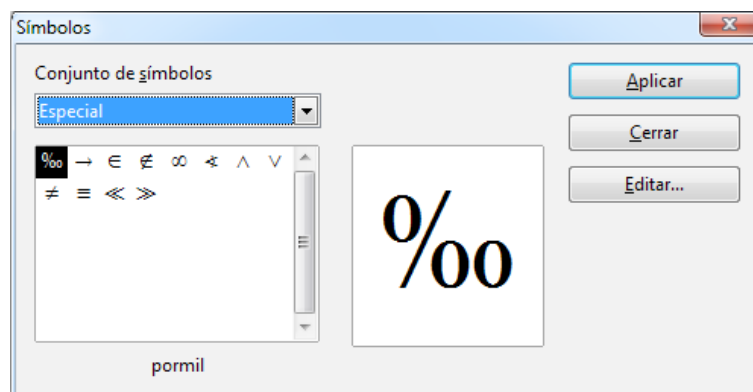 Símbolos
Conjunto de símbolos
Especial
‰ → ∈ ∉ ∞ ∢ ∧ ∨
≠ ≡ ≪ ≫
‰
pormil
Aplicar
Cerrar
Editar...